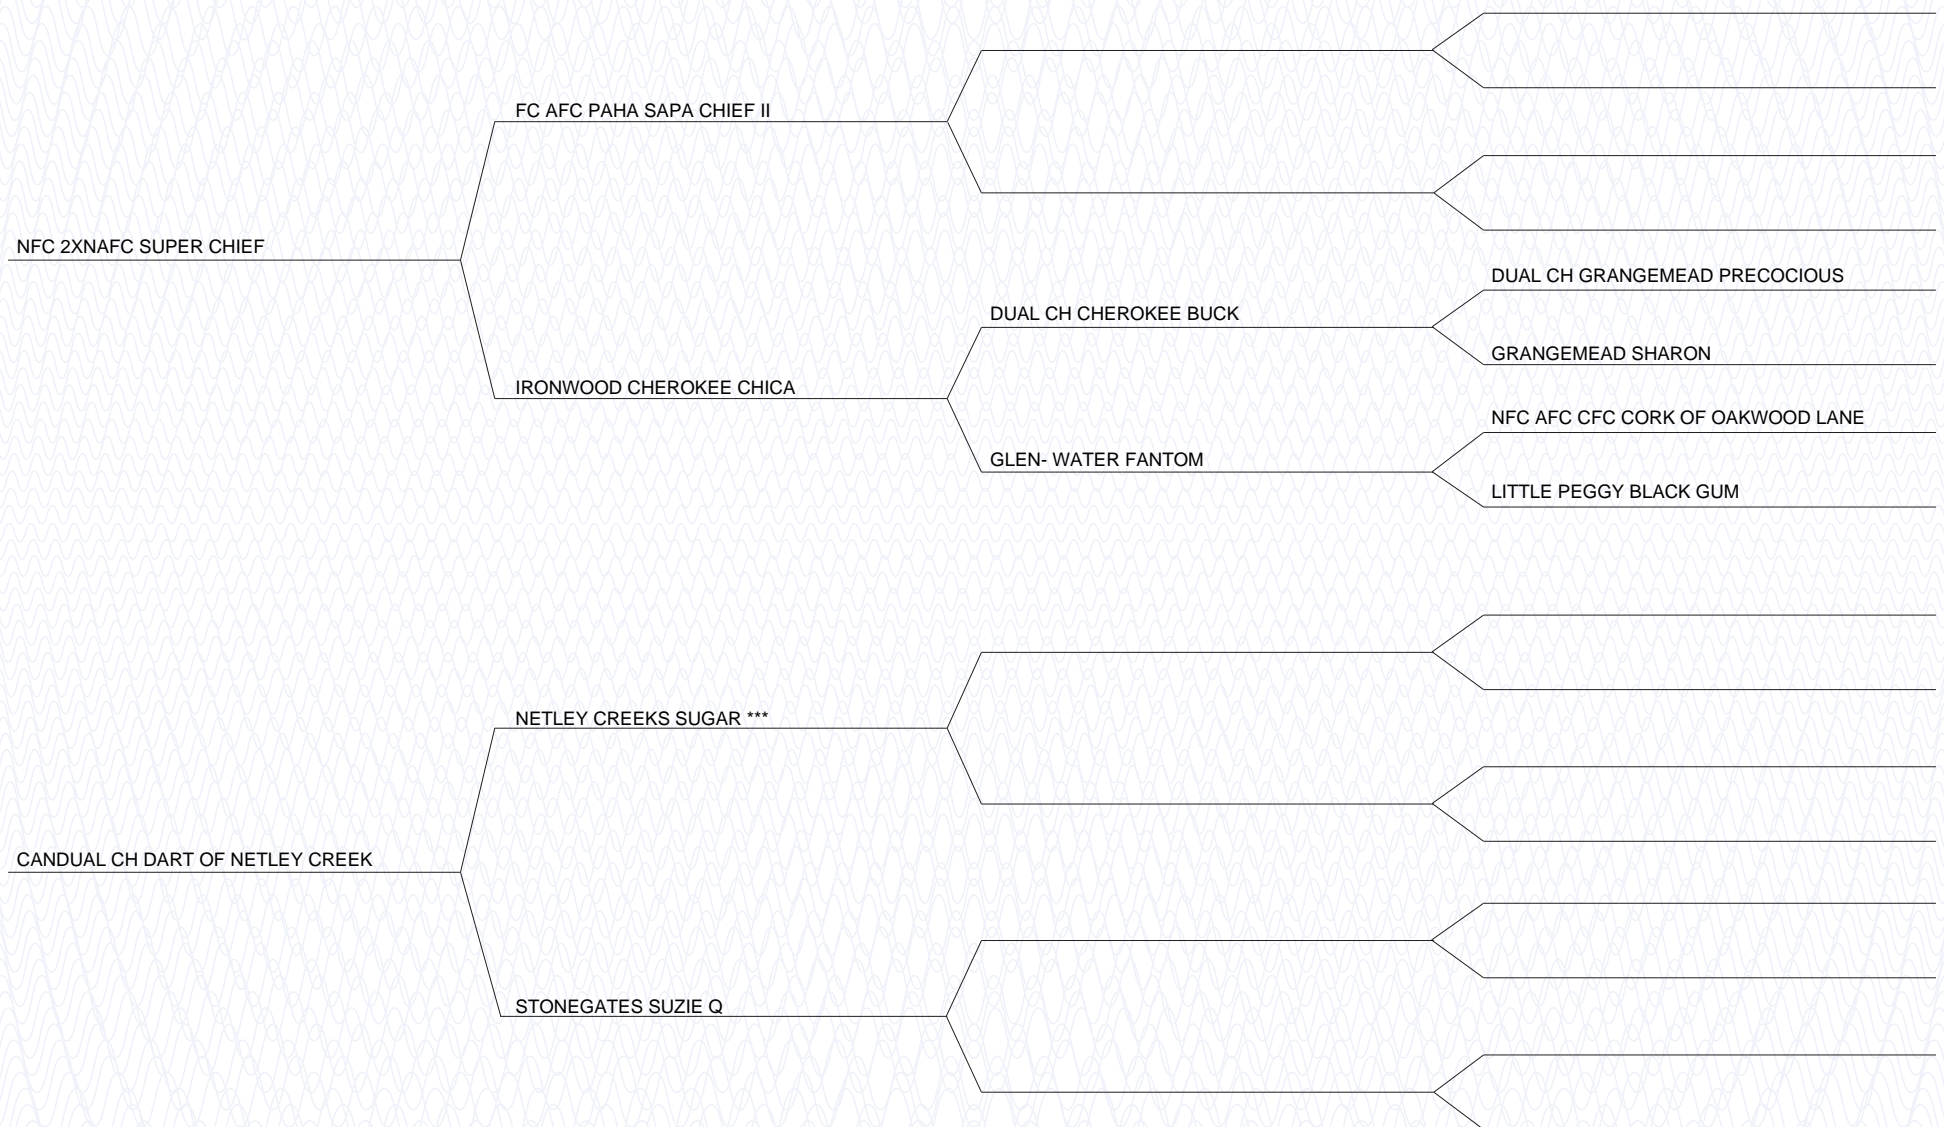 FC AFC PAHA SAPA CHIEF II
NFC 2XNAFC SUPER CHIEF
DUAL CH GRANGEMEAD PRECOCIOUS
DUAL CH CHEROKEE BUCK
GRANGEMEAD SHARON
IRONWOOD CHEROKEE CHICA
NFC AFC CFC CORK OF OAKWOOD LANE
GLEN- WATER FANTOM
LITTLE PEGGY BLACK GUM
NETLEY CREEKS SUGAR ***
CANDUAL CH DART OF NETLEY CREEK
STONEGATES SUZIE Q